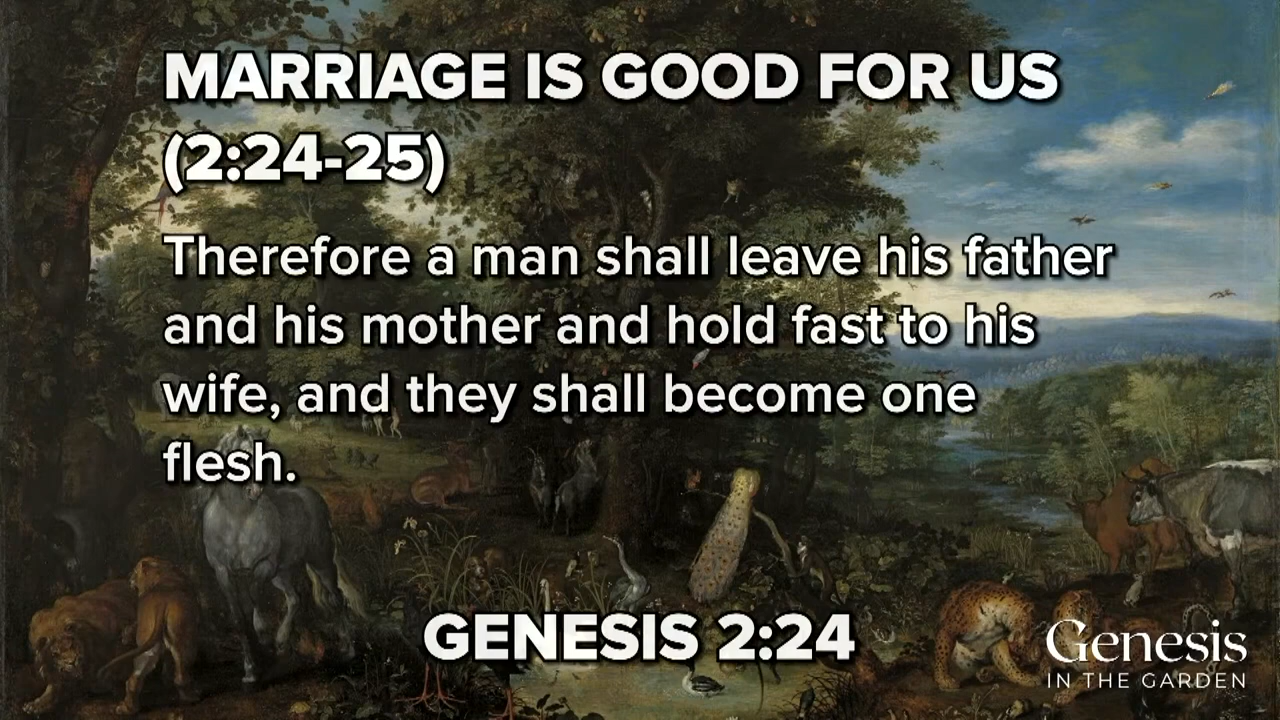 MARRIAGE IS GOOD FOR US
(2:24-25)
Therefore a man shall leave his father
and his mother and hold fast to his
wife, and they shall become one
flesh.
GENESIS 2:24
Genesis
IN THE GARDEN